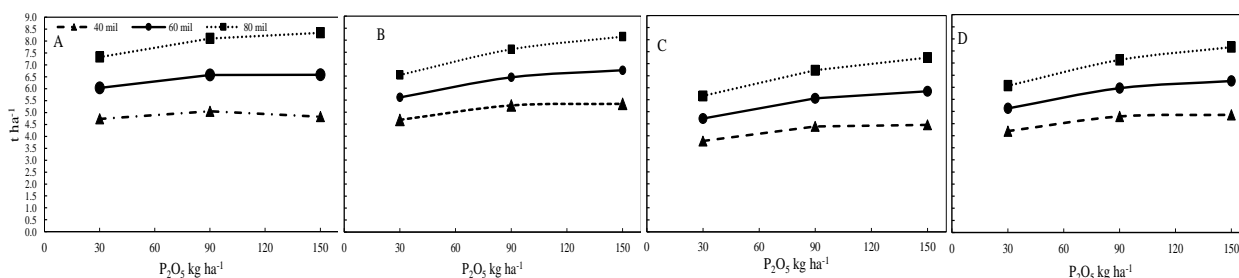 9.0
8.5
8.0
7.5
7.0
6.5
6.0
5.5
5.0
4.5
4.0
3.5
3.0
2.5
2.0
1.5
1.0
0.5
0.0
t ha⁻¹
40 mil 60 mil 80 mil
A
0 30 60 90 120 150
P₂O₅ kg ha⁻¹
B
0 30 60 90 120 150
P₂O₅ kg ha⁻¹
C
0 30 60 90 120 150
P₂O₅ kg ha⁻¹
D
0 30 60 90 120 150
P₂O₅ kg ha⁻¹